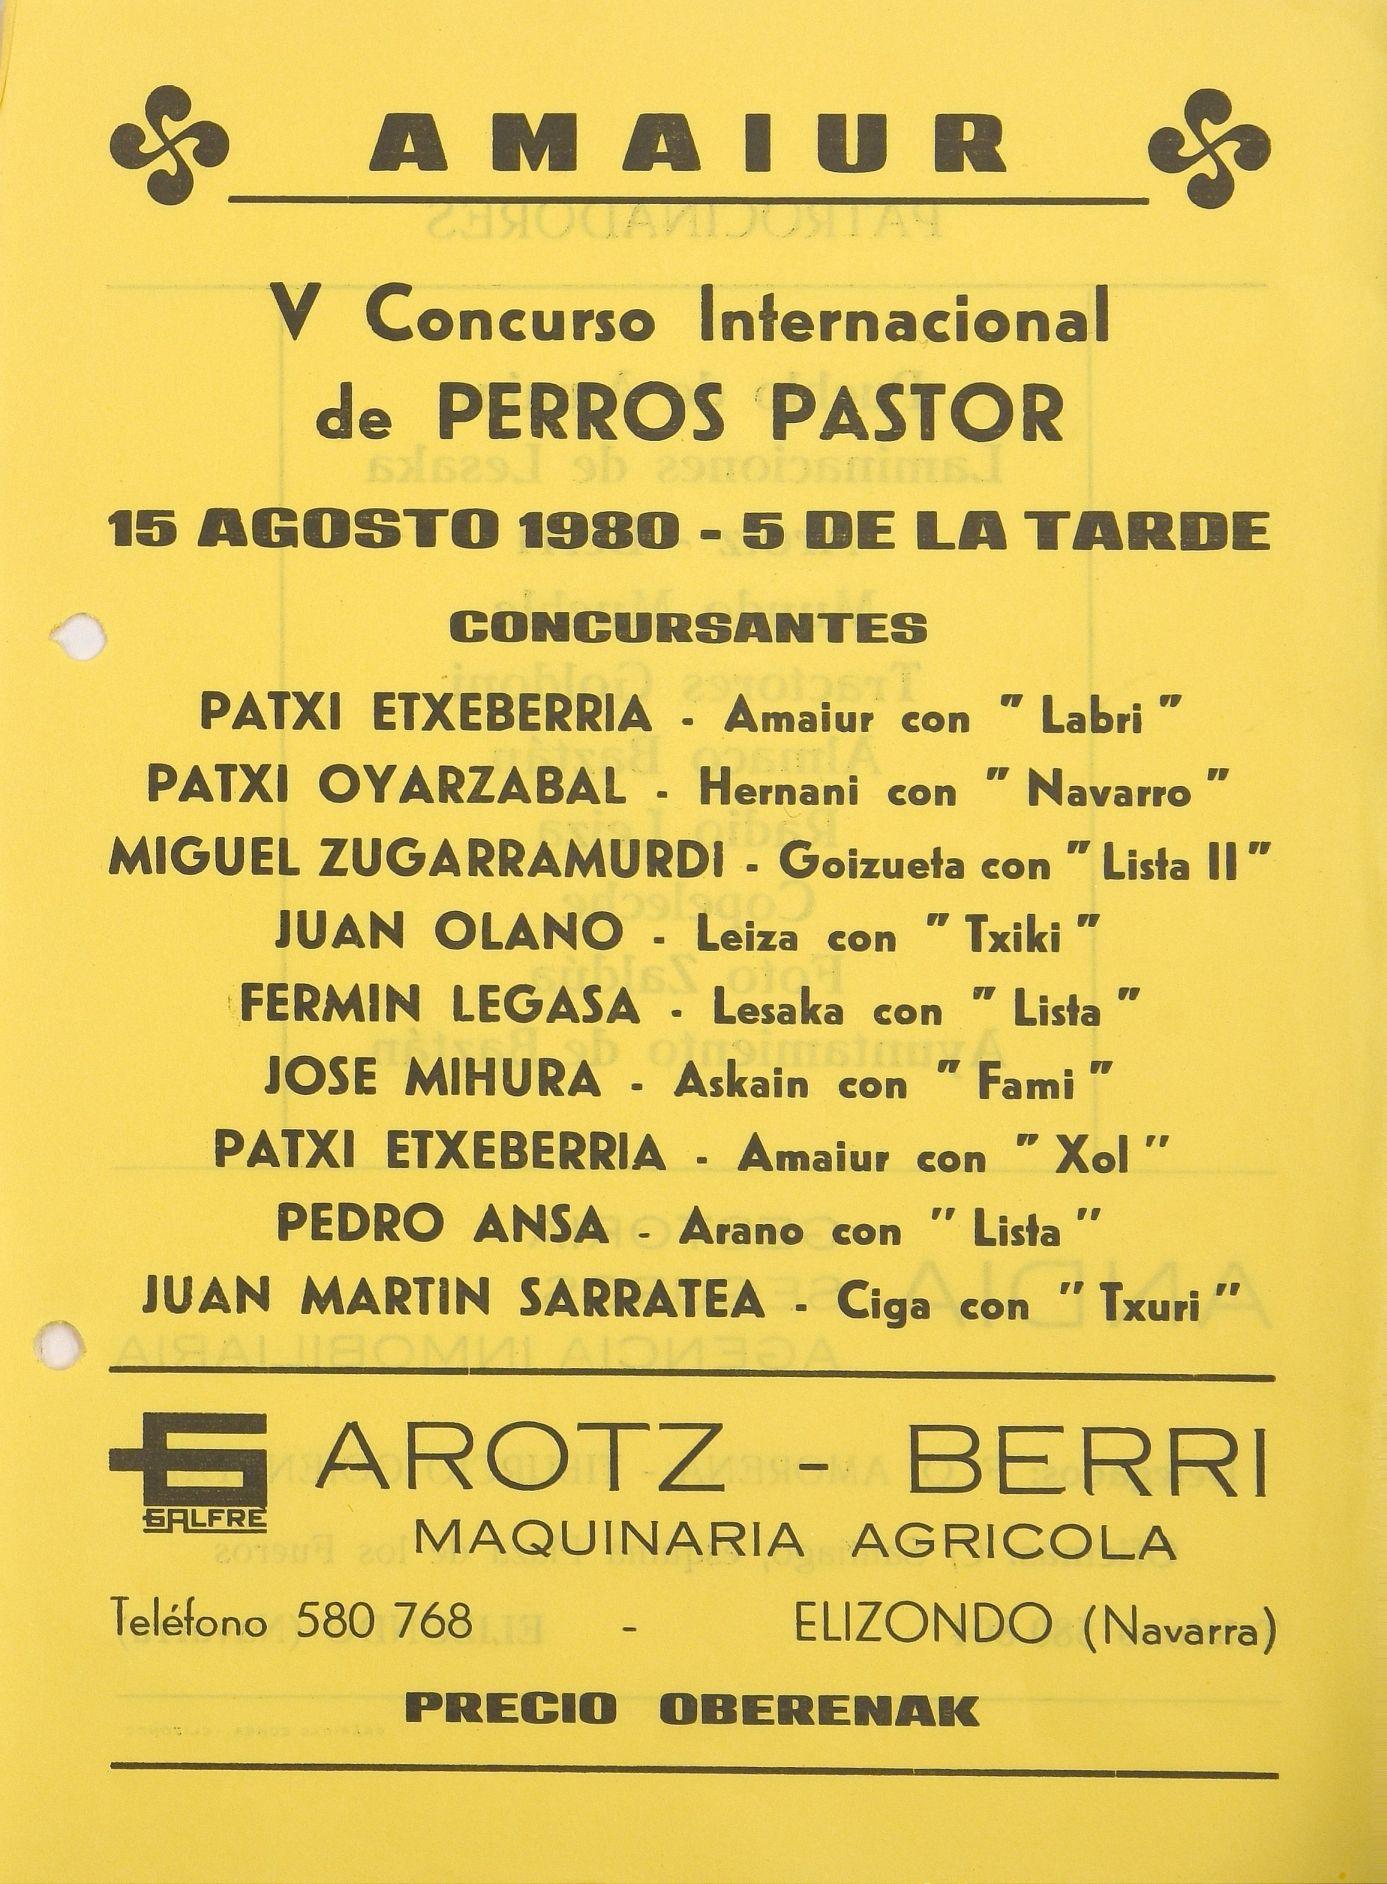 AMAIUR
V Concurso Internacional
de PERROS PASTOR
15 AGOSTO 1980 - 5 DE LA TARDE
CONCURSANTES
PATXI ETXEBERRIA - Amaiur con " Labri "
PATXI OYARZABAL - Hernani con " Navarro "
MIGUEL ZUGARRAMURDI - Goizueta con " Lista II "
JUAN OLANO - Leiza con " Txiki "
FERMIN LEGASA - Lesaka con " Lista "
JOSE MIHURA - Askain con " Fami "
PATXI ETXEBERRIA - Amaiur con " Xol "
PEDRO ANSA - Arano con " Lista "
JUAN MARTIN SARRATEA - Ciga con " Txuri "
GALFRE
AROTZ - BERRI
MAQUINARIA AGRICOLA
Teléfono 580 768 - ELIZONDO (Navarra)
PRECIO OBERENAK